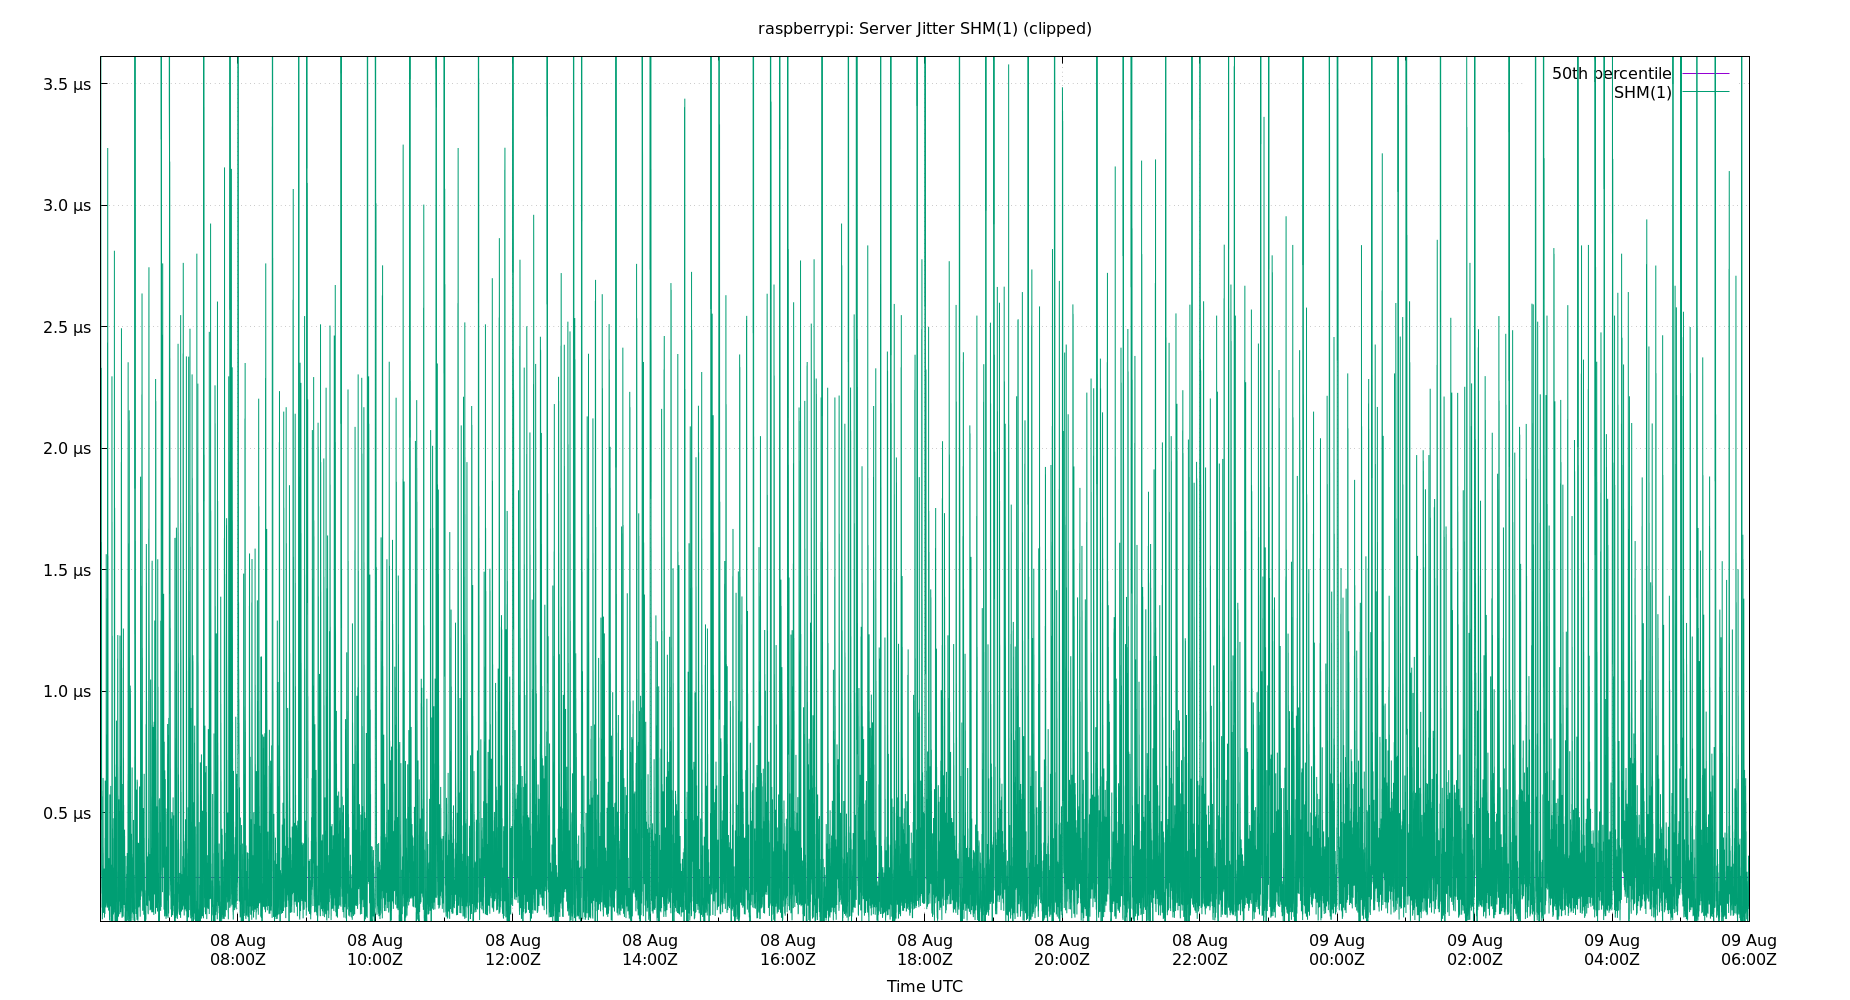 raspberrypi: Server Jitter SHM(1) (clipped)
50th percentile
SHM(1)
3.5 µs
3.0 µs
2.5 µs
2.0 µs
1.5 µs
1.0 µs
0.5 µs
08 Aug 08 Aug 08 Aug 08 Aug 08 Aug 08 Aug 08 Aug 08 Aug 09 Aug 09 Aug 09 Aug 09 Aug
08:00Z 10:00Z 12:00Z 14:00Z 16:00Z 18:00Z 20:00Z 22:00Z 00:00Z 02:00Z 04:00Z 06:00Z
Time UTC